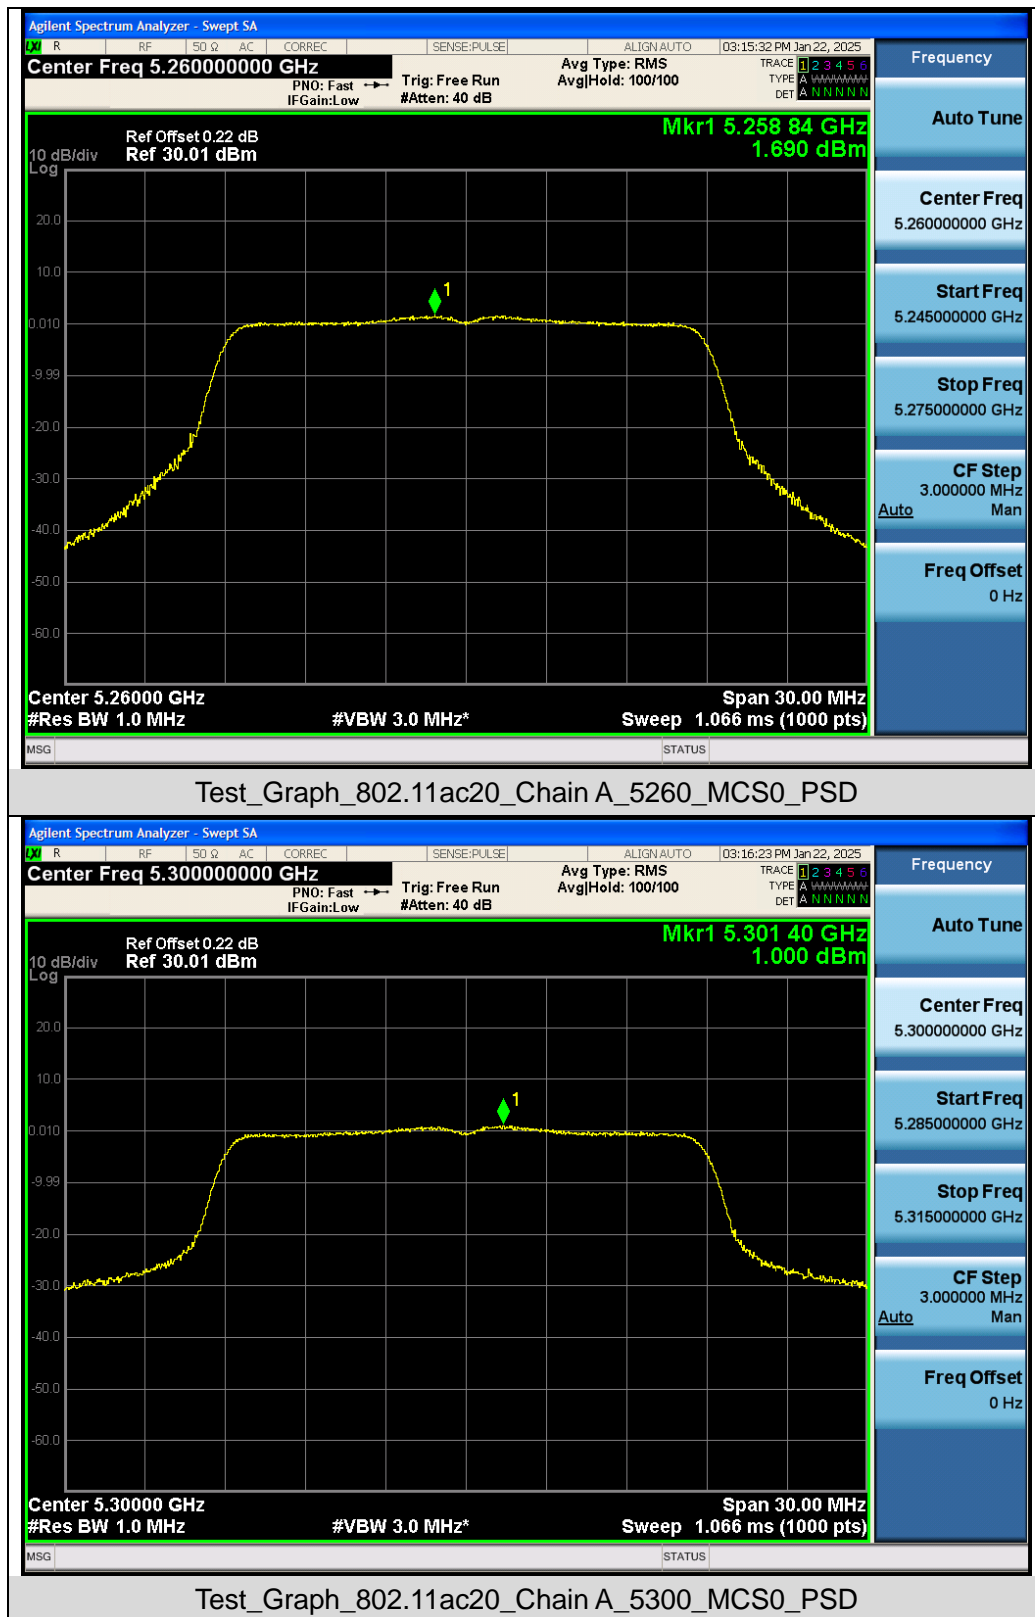 Agilent Spectrum Analyzer - Swept SA
LXI R RF 50 Ω AC CORREC SENSE:PULSE ALIGN AUTO 03:15:32 PM Jan 22, 2025
Center Freq 5.260000000 GHz
PNO: Fast
IFGain:Low
Trig: Free Run
#Atten: 40 dB
Avg Type: RMS
Avg|Hold: 100/100
TRACE 1 2 3 4 5 6
TYPE A WWWWW
DET A N N N N N
Ref Offset 0.22 dB
10 dB/div Ref 30.01 dBm
Log
Mkr1 5.258 84 GHz
1.690 dBm
20.0
10.0
0.010
-9.99
-20.0
-30.0
-40.0
-50.0
-60.0
1
Center 5.26000 GHz Span 30.00 MHz
#Res BW 1.0 MHz #VBW 3.0 MHz* Sweep 1.066 ms (1000 pts)
MSG STATUS
Frequency
Auto Tune
Center Freq
5.260000000 GHz
Start Freq
5.245000000 GHz
Stop Freq
5.275000000 GHz
CF Step
3.000000 MHz
Auto Man
Freq Offset
0 Hz
Test_Graph_802.11ac20_Chain A_5260_MCS0_PSD
Agilent Spectrum Analyzer - Swept SA
LXI R RF 50 Ω AC CORREC SENSE:PULSE ALIGN AUTO 03:16:23 PM Jan 22, 2025
Center Freq 5.300000000 GHz
PNO: Fast
IFGain:Low
Trig: Free Run
#Atten: 40 dB
Avg Type: RMS
Avg|Hold: 100/100
TRACE 1 2 3 4 5 6
TYPE A WWWWW
DET A N N N N N
Ref Offset 0.22 dB
10 dB/div Ref 30.01 dBm
Log
Mkr1 5.301 40 GHz
1.000 dBm
20.0
10.0
0.010
-9.99
-20.0
-30.0
-40.0
-50.0
-60.0
1
Center 5.30000 GHz Span 30.00 MHz
#Res BW 1.0 MHz #VBW 3.0 MHz* Sweep 1.066 ms (1000 pts)
MSG STATUS
Frequency
Auto Tune
Center Freq
5.300000000 GHz
Start Freq
5.285000000 GHz
Stop Freq
5.315000000 GHz
CF Step
3.000000 MHz
Auto Man
Freq Offset
0 Hz
Test_Graph_802.11ac20_Chain A_5300_MCS0_PSD